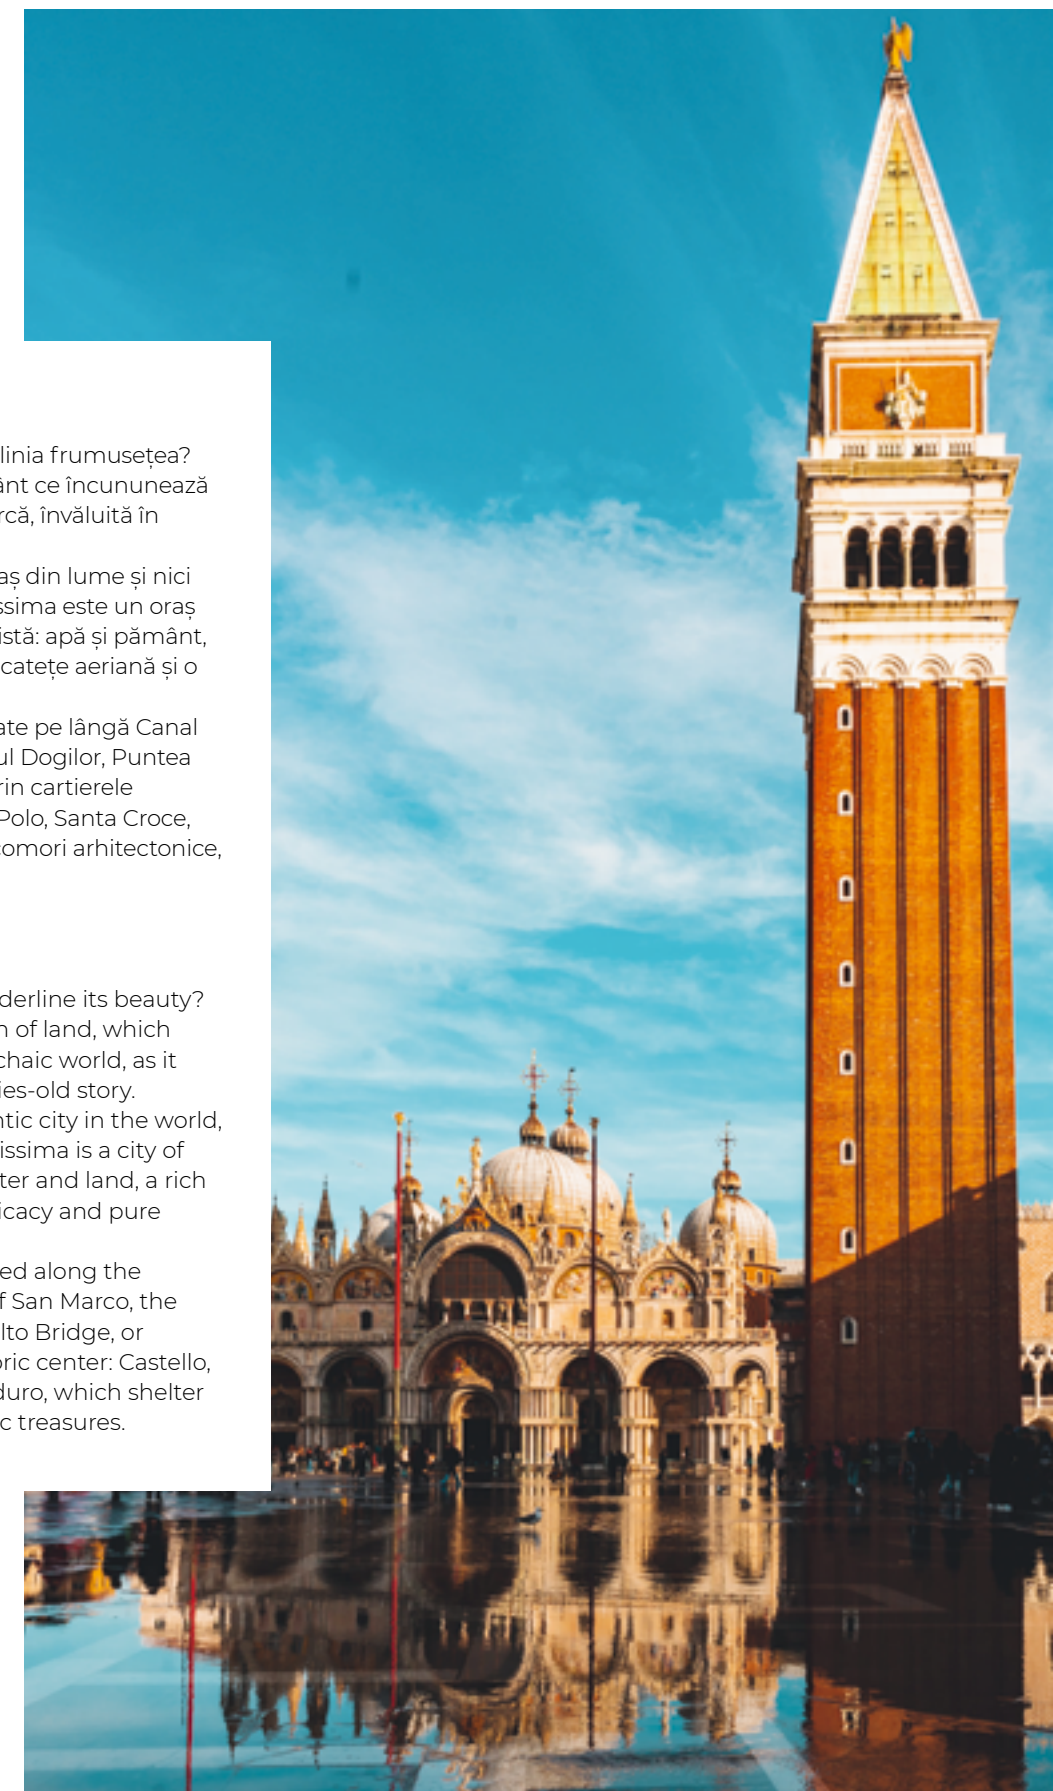 linia frumusețea?
ânt ce încununează
rcă, învăluită în
aș din lume și nici
ssima este un oraș
istă: apă și pământ,
catețe aeriană și o
ate pe lângă Canal
ul Dogilor, Puntea
rin cartierele
Polo, Santa Croce,
comori arhitectonice,
derline its beauty?
n of land, which
chaic world, as it
ies-old story.
ntic city in the world,
issima is a city of
ter and land, a rich
icacy and pure
ed along the
f San Marco, the
lto Bridge, or
oric center: Castello,
duro, which shelter
c treasures.